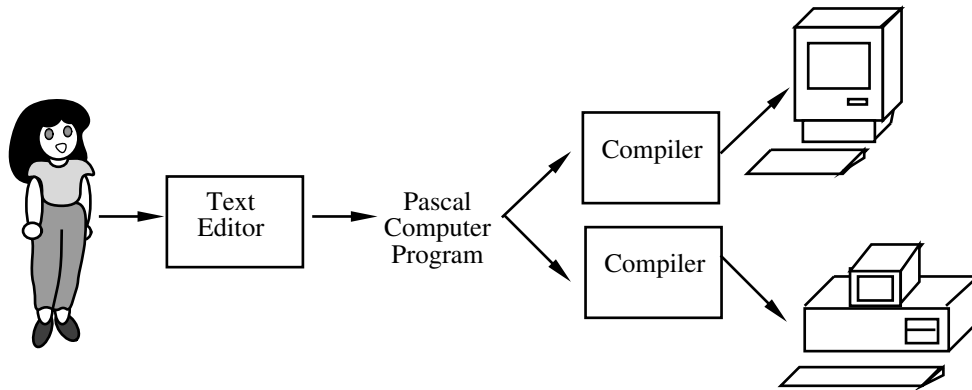 Text
Editor
Pascal
Computer
Program
Compiler
Compiler